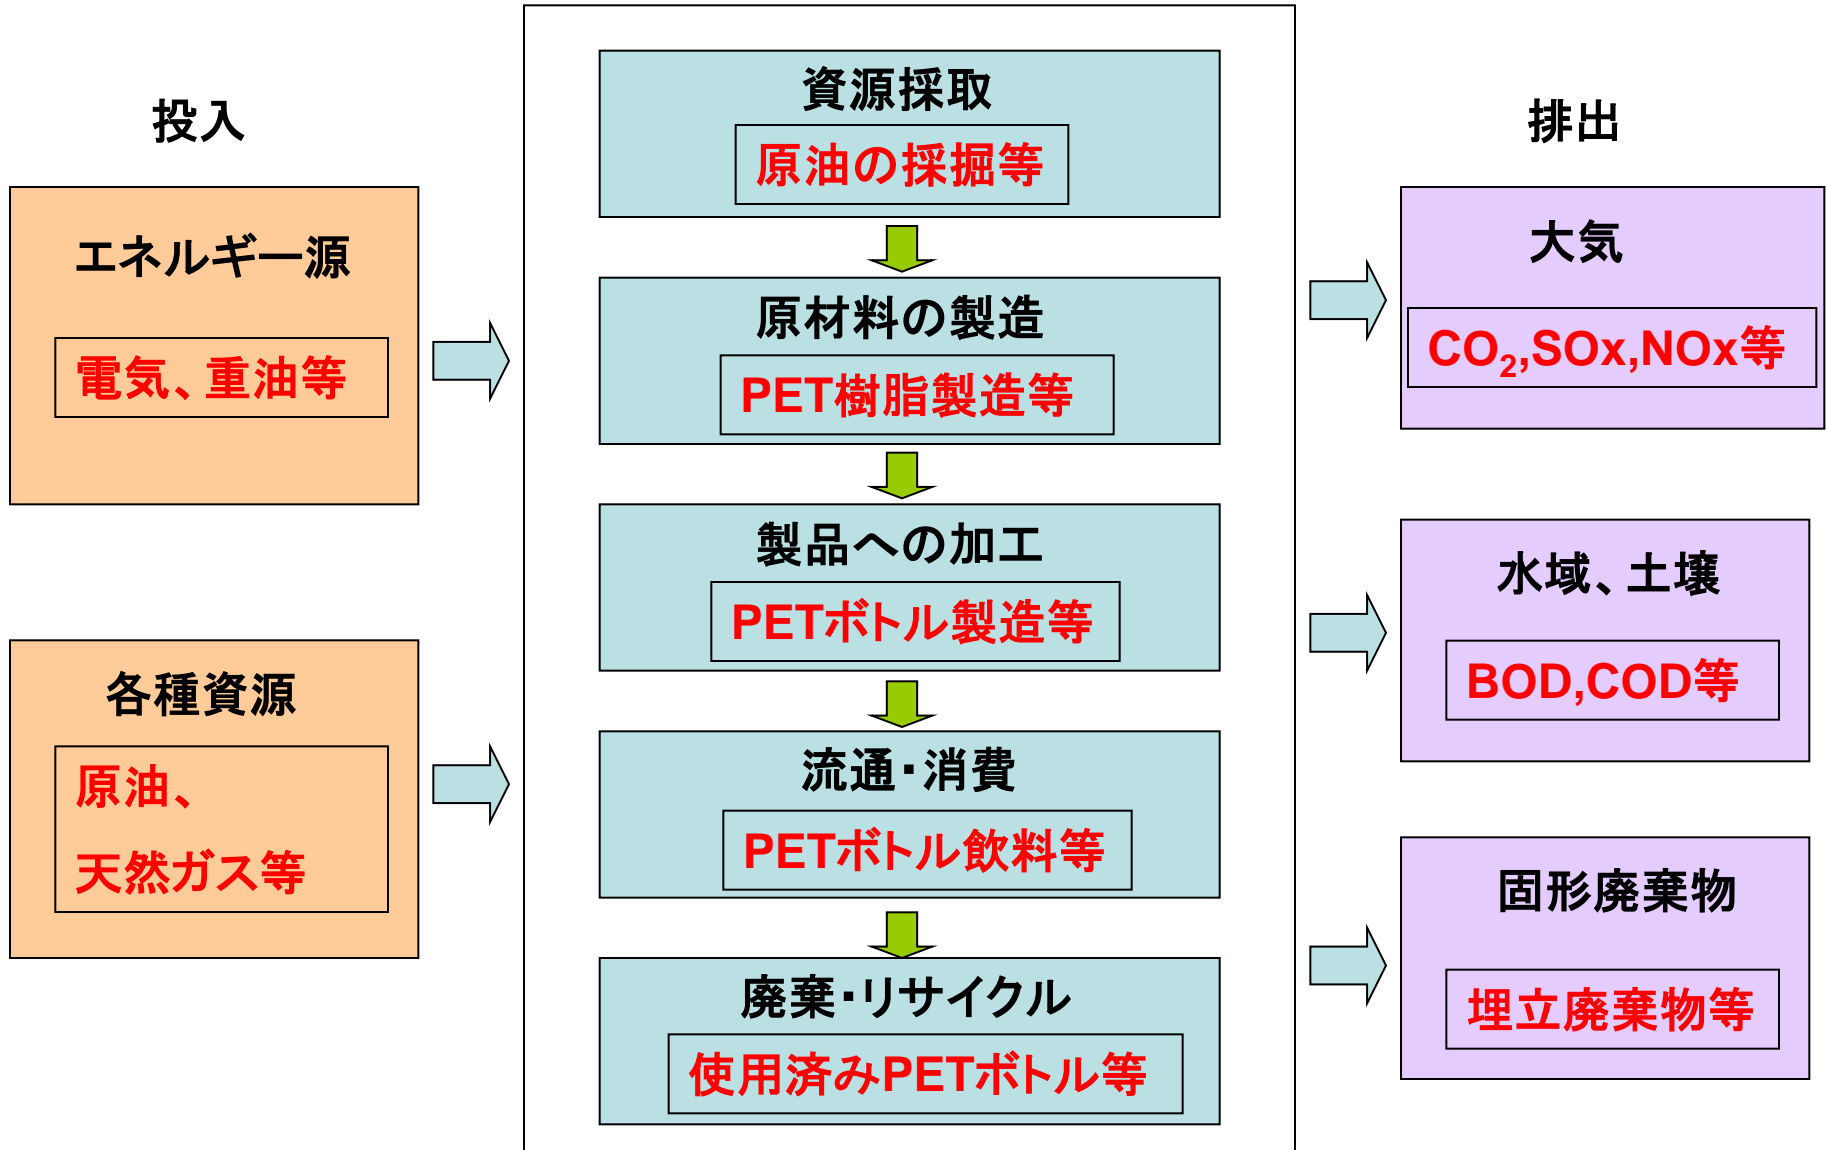 投入
エネルギー源
電気、重油等
各種資源
原油、
天然ガス等
資源採取
原油の採掘等
原材料の製造
PET樹脂製造等
製品への加工
PETボトル製造等
流通・消費
PETボトル飲料等
廃棄・リサイクル
使用済みPETボトル等
排出
大気
CO₂,SOx,NOx等
水域、土壌
BOD,COD等
固形廃棄物
埋立廃棄物等